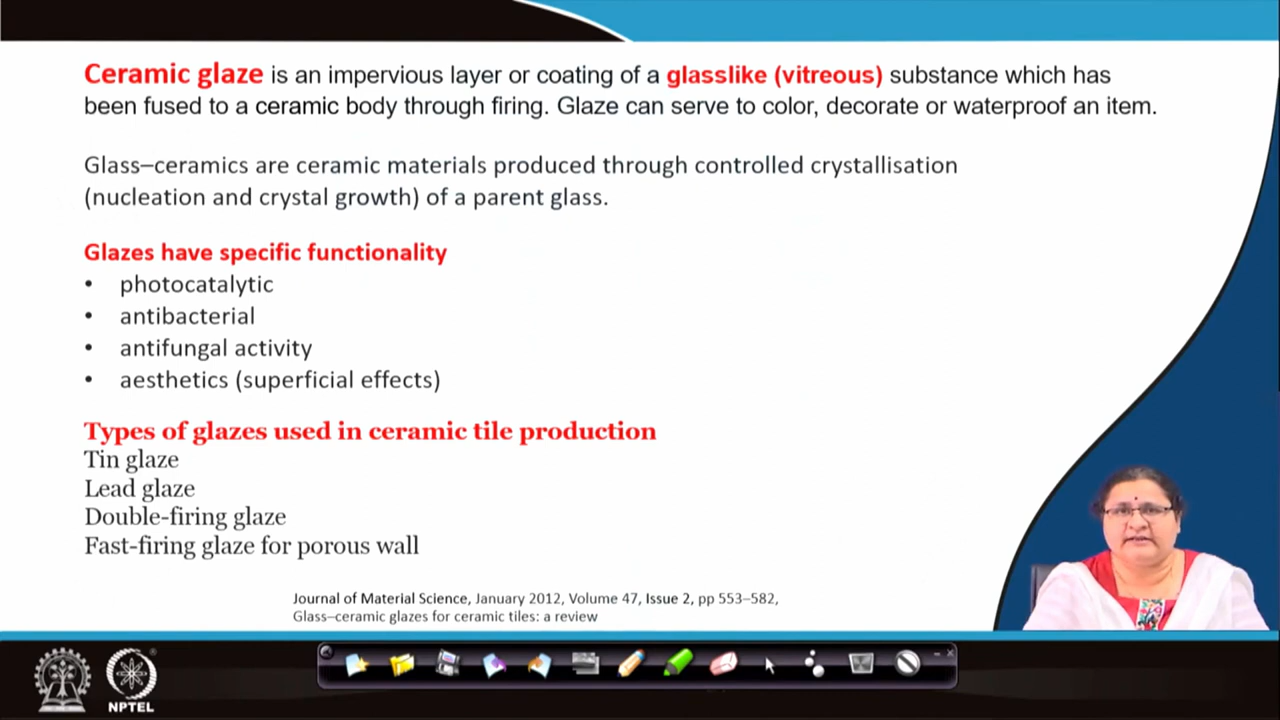 Ceramic glaze is an impervious layer or coating of a glasslike (vitreous) substance which has
been fused to a ceramic body through firing. Glaze can serve to color, decorate or waterproof an item.
Glass–ceramics are ceramic materials produced through controlled crystallisation
(nucleation and crystal growth) of a parent glass.
Glazes have specific functionality
• photocatalytic
• antibacterial
• antifungal activity
• aesthetics (superficial effects)
Types of glazes used in ceramic tile production
Tin glaze
Lead glaze
Double-firing glaze
Fast-firing glaze for porous wall
Journal of Material Science, January 2012, Volume 47, Issue 2, pp 553–582,
Glass–ceramic glazes for ceramic tiles: a review
NPTEL